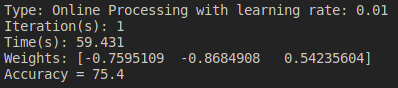 Type: Online Processing with learning rate: 0.01
Iteration(s): 1
Time(s): 59.431
Weights: [-0.7595109  -0.8684908   0.54235604]
Accuracy = 75.4